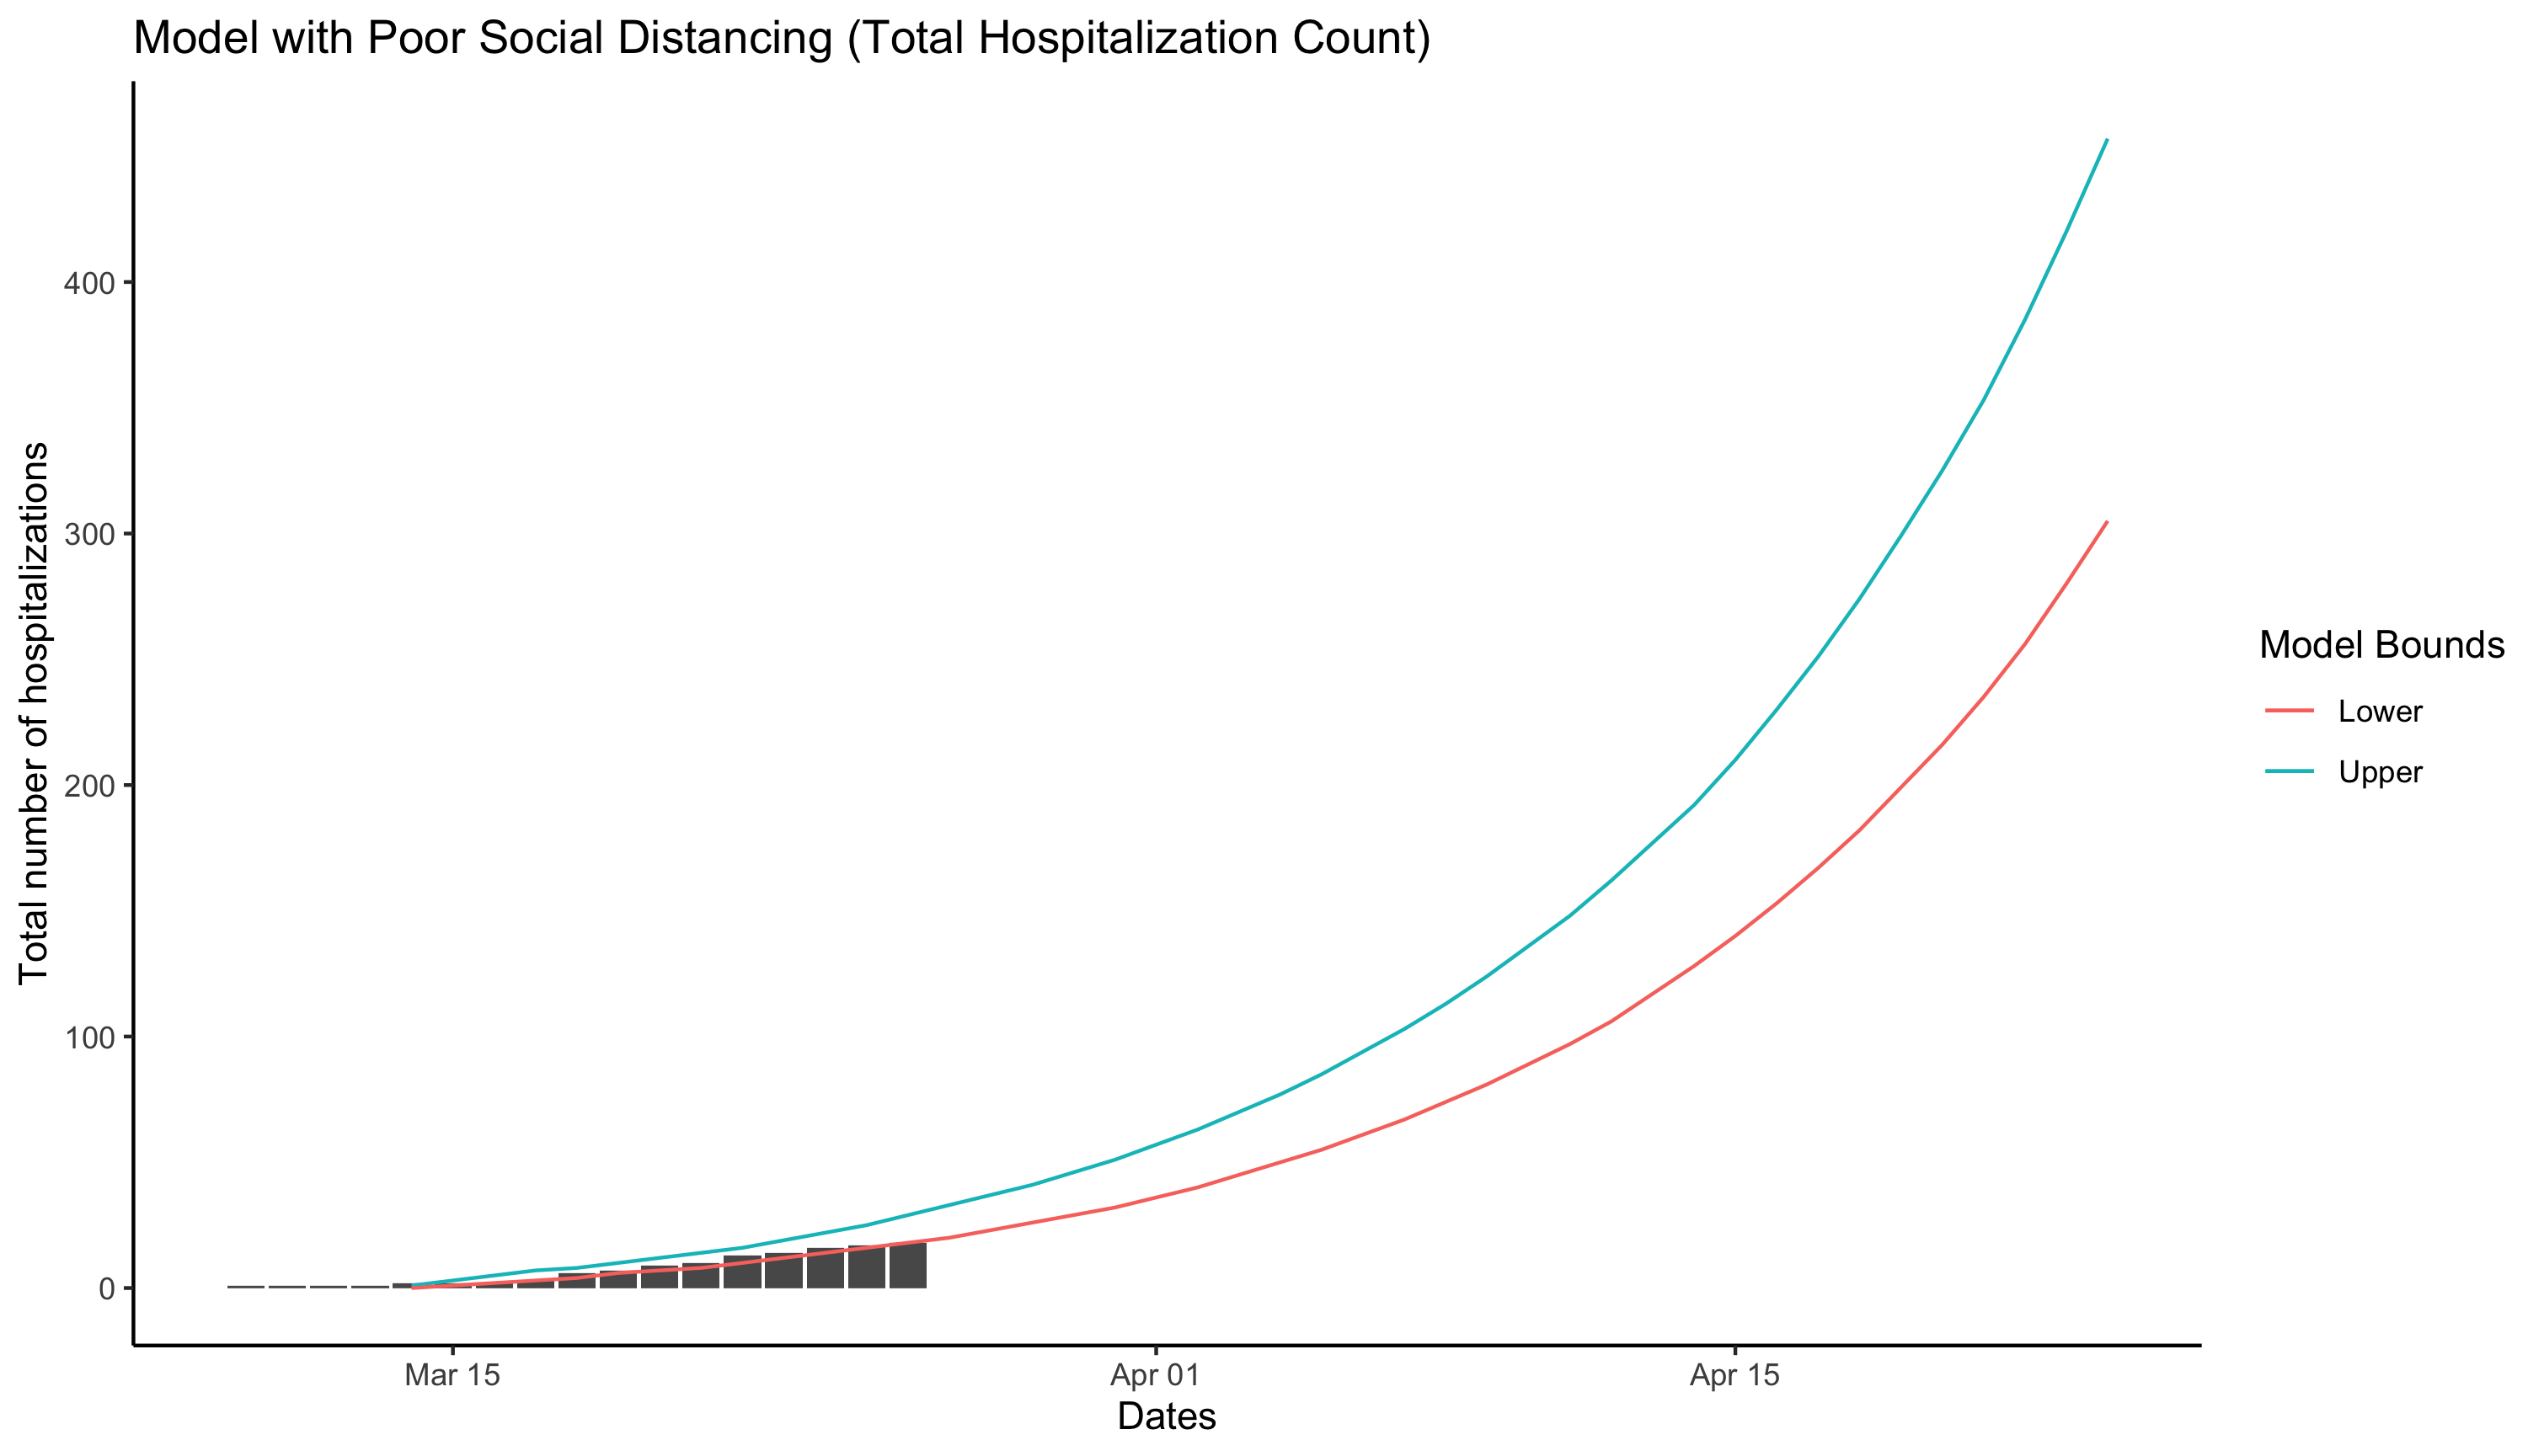 Model with Poor Social Distancing (Total Hospitalization Count)
Total number of hospitalizations
400
300
200
100
0
Mar 15
Apr 01
Apr 15
Dates
Model Bounds
Lower
Upper